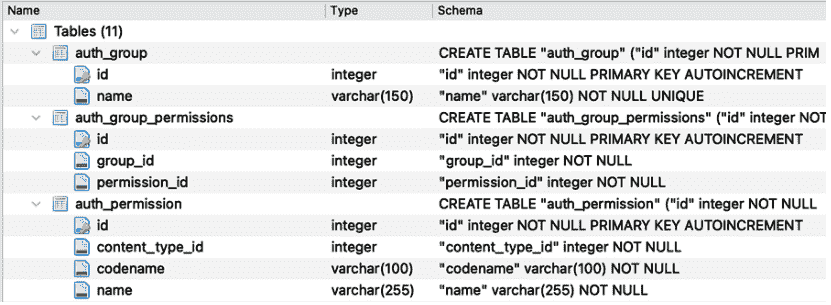 Name Type Schema
Tables (11)
auth_group CREATE TABLE "auth_group" ("id" integer NOT NULL PRIM
id integer "id" integer NOT NULL PRIMARY KEY AUTOINCREMENT
name varchar(150) "name" varchar(150) NOT NULL UNIQUE
auth_group_permissions CREATE TABLE "auth_group_permissions" ("id" integer NOT
id integer "id" integer NOT NULL PRIMARY KEY AUTOINCREMENT
group_id integer "group_id" integer NOT NULL
permission_id integer "permission_id" integer NOT NULL
auth_permission CREATE TABLE "auth_permission" ("id" integer NOT NULL
id integer "id" integer NOT NULL PRIMARY KEY AUTOINCREMENT
content_type_id integer "content_type_id" integer NOT NULL
codename varchar(100) "codename" varchar(100) NOT NULL
name varchar(255) "name" varchar(255) NOT NULL